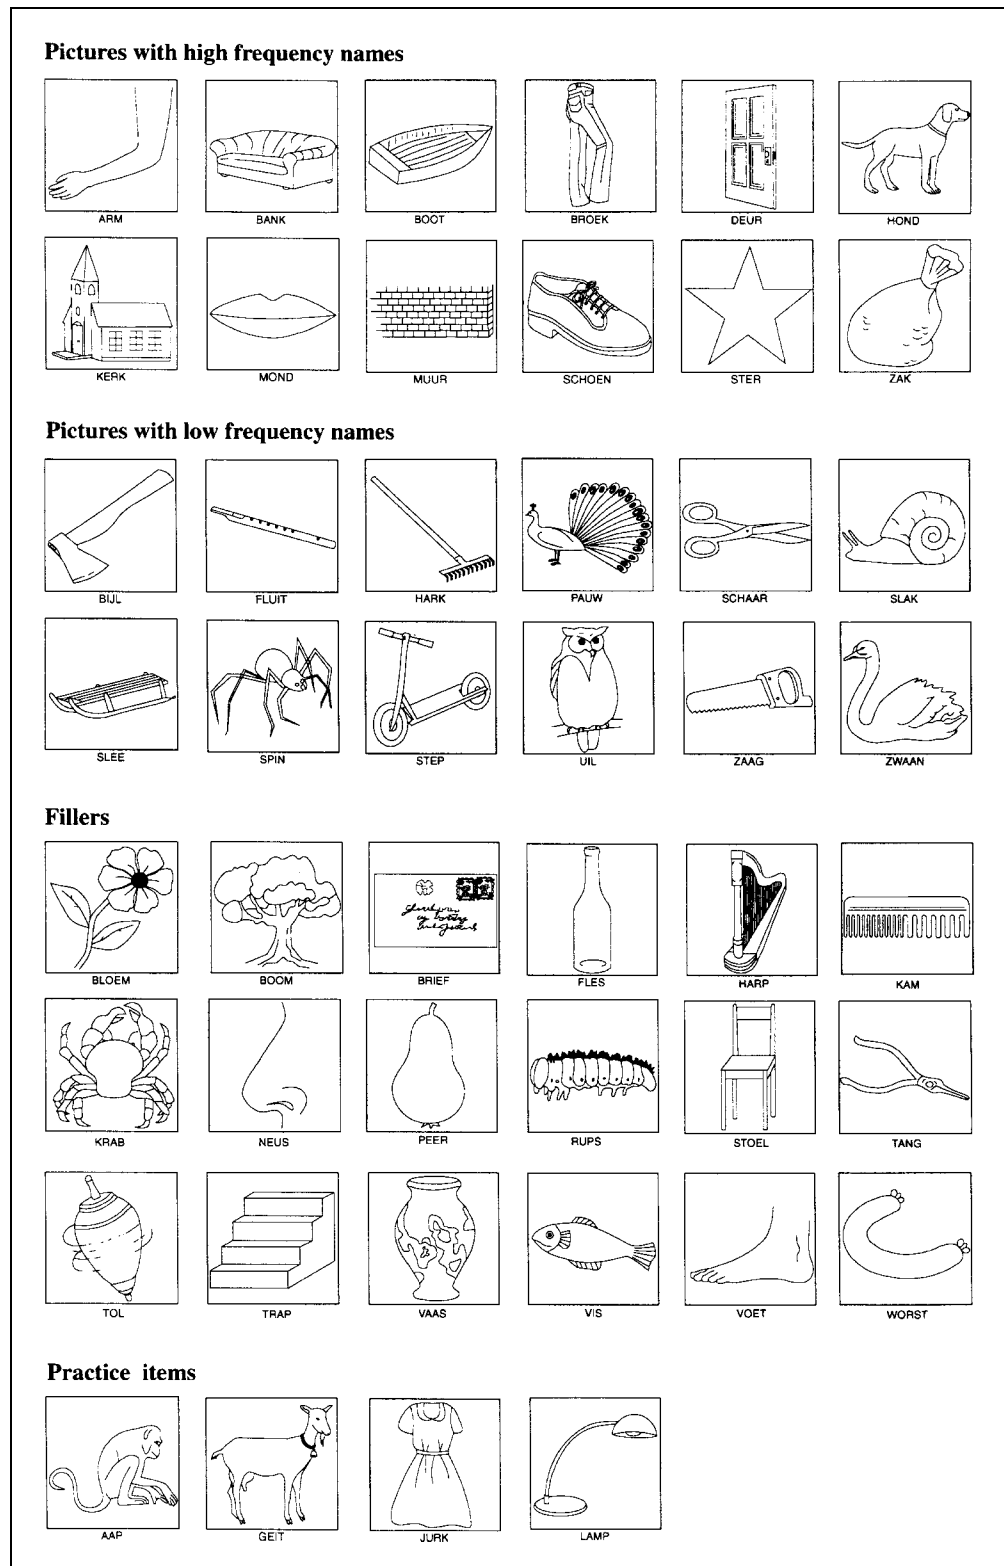 Pictures with high frequency names
ARM BANK BOOT BROEK DEUR HOND
KERK MOND MUUR SCHOEN STER ZAK
Pictures with low frequency names
BIJL FLUIT HARK PAUW SCHAAR SLAK
SLEE SPIN STEP UIL ZAAG ZWAAN
Fillers
BLOEM BOOM BRIEF FLES HARP KAM
KRAB NEUS PEER RUPS STOEL TANG
TOL TRAP VAAS VIS VOET WORST
Practice items
AAP GEIT JURK LAMP